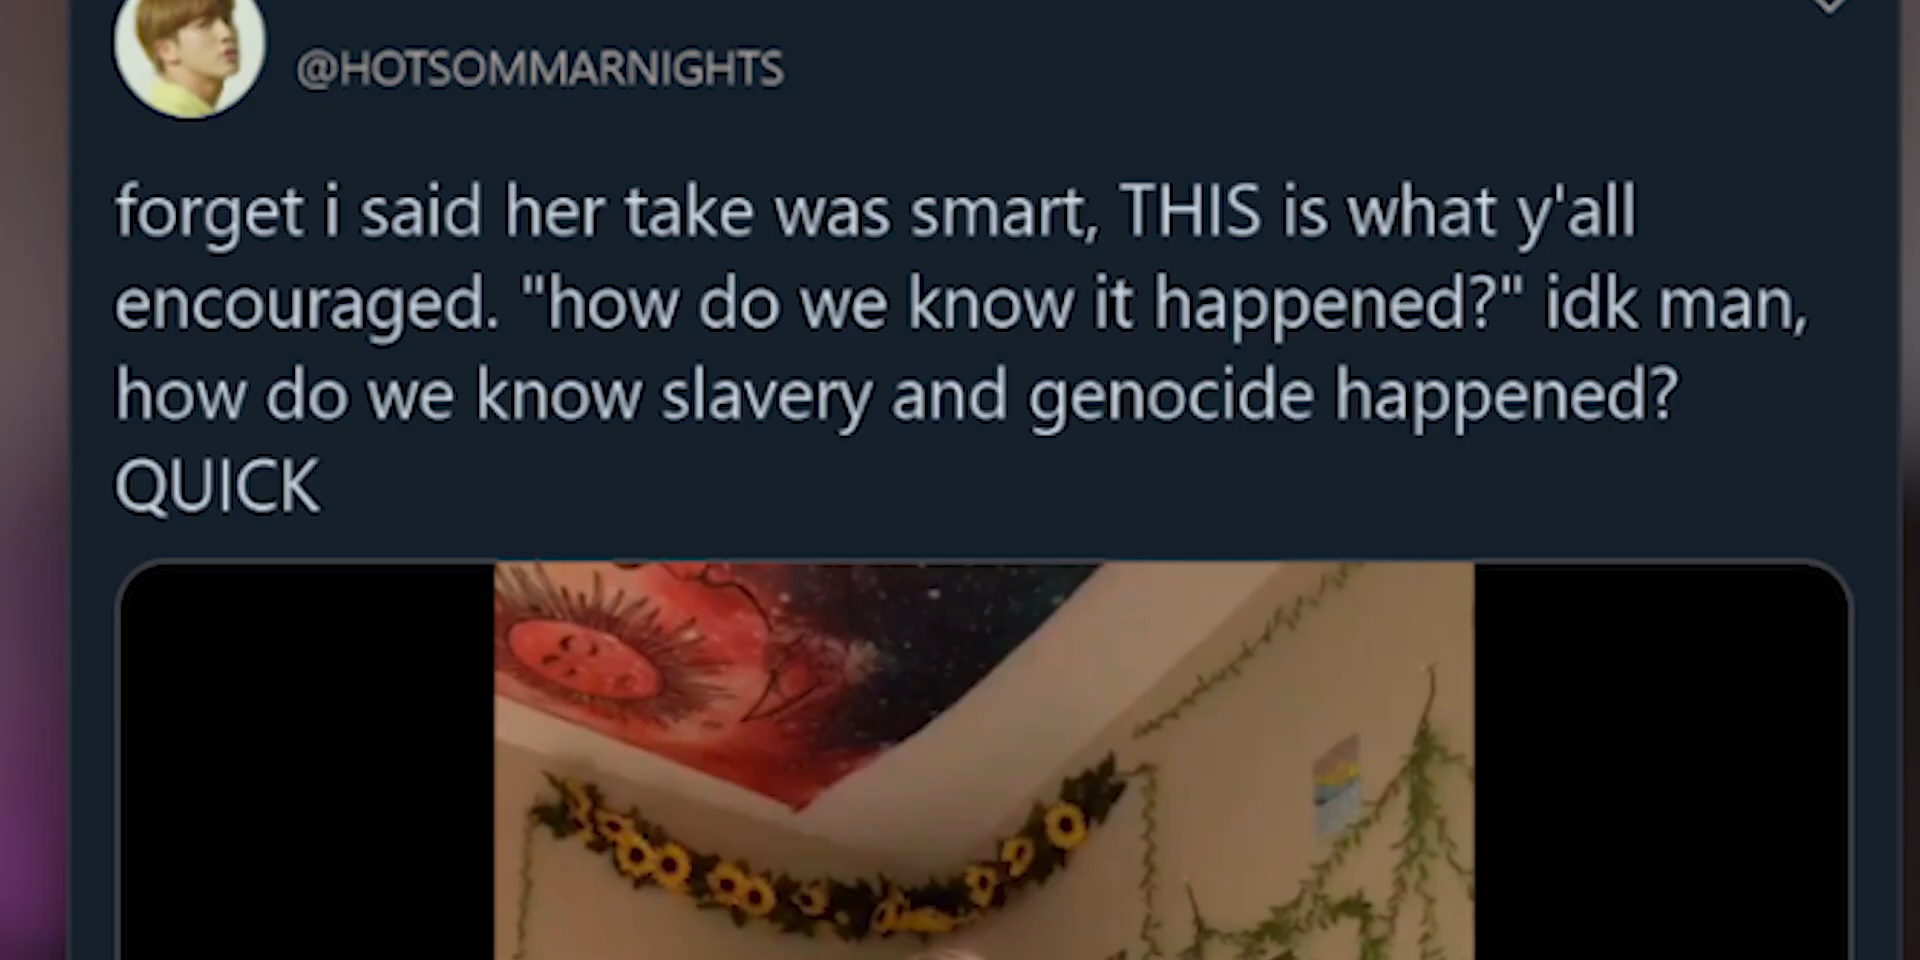 @HOTSOMMARNIGHTS
forget i said her take was smart, THIS is what y'all
encouraged. "how do we know it happened?" idk man,
how do we know slavery and genocide happened?
QUICK